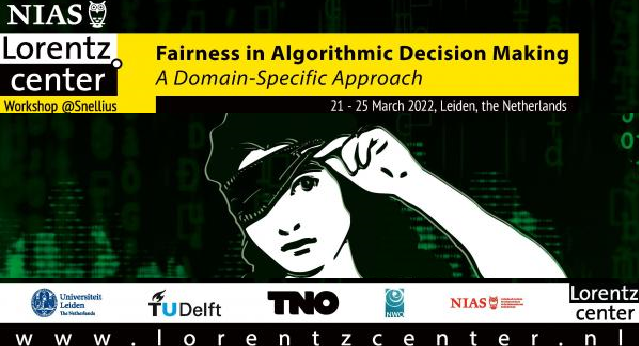 NIAS
Lorentz
center
Workshop @Snellius
Fairness in Algorithmic Decision Making
A Domain-Specific Approach
21 - 25 March 2022, Leiden, the Netherlands
Universiteit
Leiden
The Netherlands
TU Delft
TNO
NWO
NIAS
Lorentz
center
www.lorentzcenter.nl